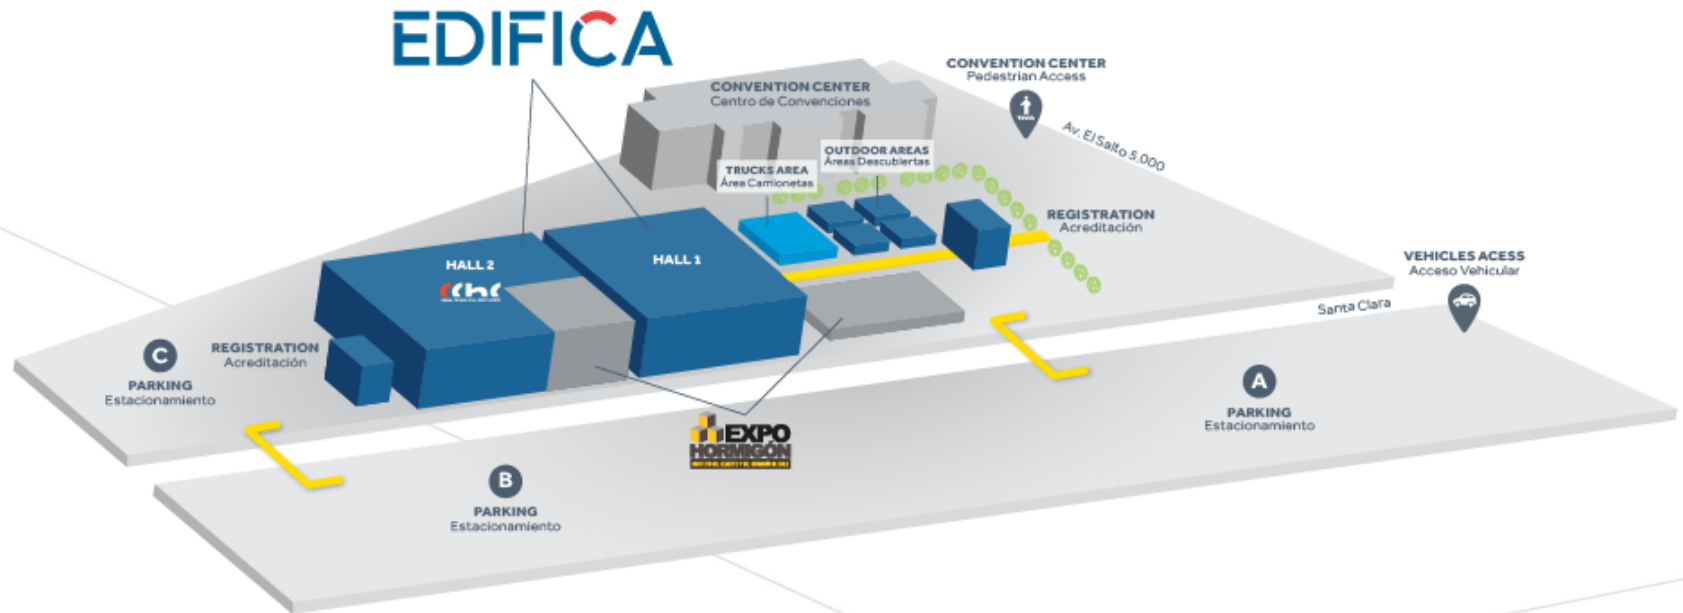 EDIFICA
CONVENTION CENTER
Centro de Convenciones
CONVENTION CENTER
Pedestrian Access
Av. El Salto 5.000
OUTDOOR AREAS
Áreas Descubiertas
TRUCKS AREA
Área Camionetas
REGISTRATION
Acreditación
VEHICLES ACESS
Acceso Vehicular
Santa Clara
HALL 2
cchc
HALL 1
C
PARKING
Estacionamiento
REGISTRATION
Acreditación
A
PARKING
Estacionamiento
EXPO
HORMIGÓN
B
PARKING
Estacionamiento